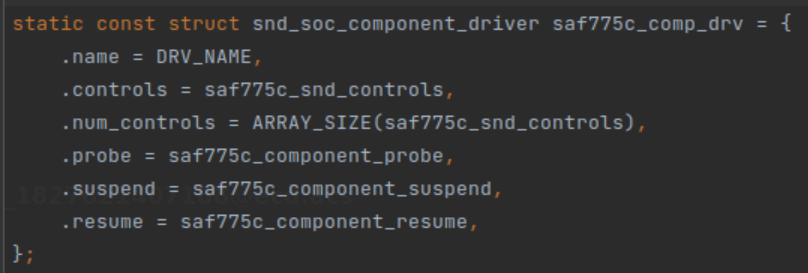 static const struct snd_soc_component_driver saf775c_comp_drv = {
    .name = DRV_NAME,
    .controls = saf775c_snd_controls,
    .num_controls = ARRAY_SIZE(saf775c_snd_controls),
    .probe = saf775c_component_probe,
    .suspend = saf775c_component_suspend,
    .resume = saf775c_component_resume,
};